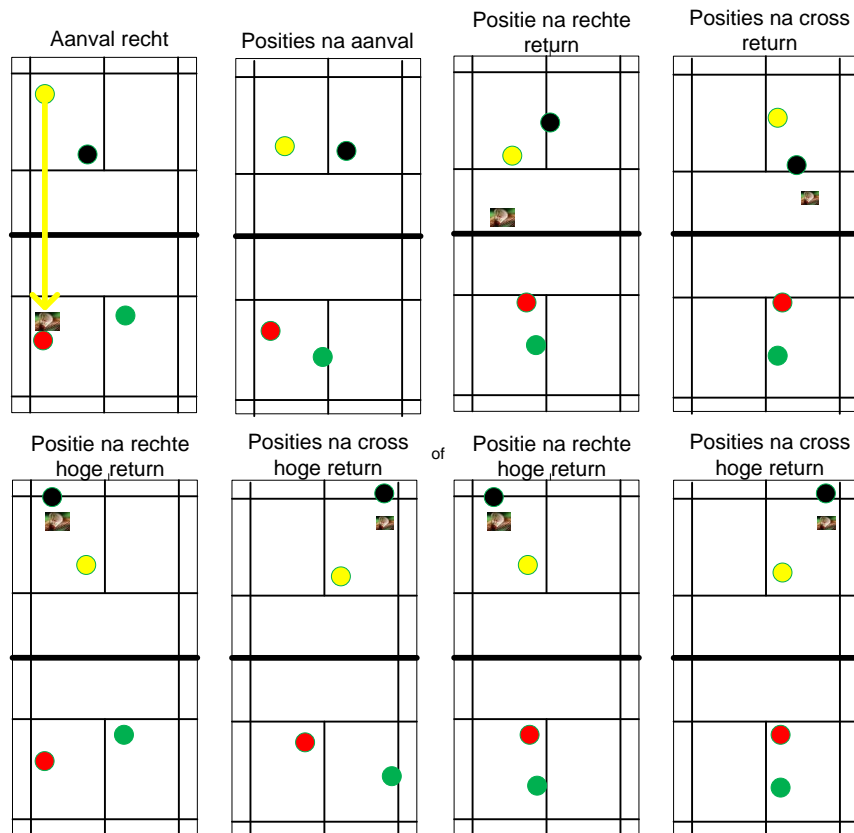 Aanval recht
Posities na aanval
Positie na rechte
return
Posities na cross
return
Positie na rechte
hoge return
Posities na cross
hoge return
of
Positie na rechte
hoge return
Posities na cross
hoge return